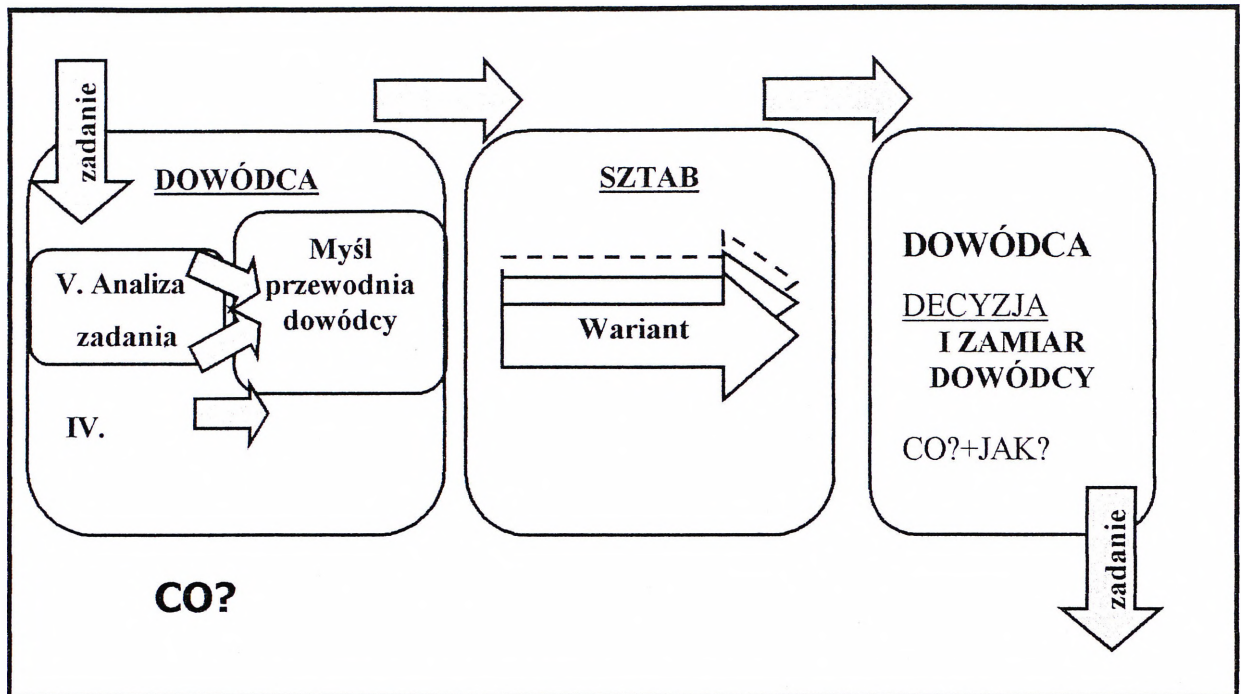 zadanie
DOWÓDCA
V. Analiza
zadania
Myśl
przewodnia
dowódcy
IV.
CO?
SZTAB
Wariant
DOWÓDCA
DECYZJA
I ZAMIAR
DOWÓDCY
CO?+JAK?
zadanie